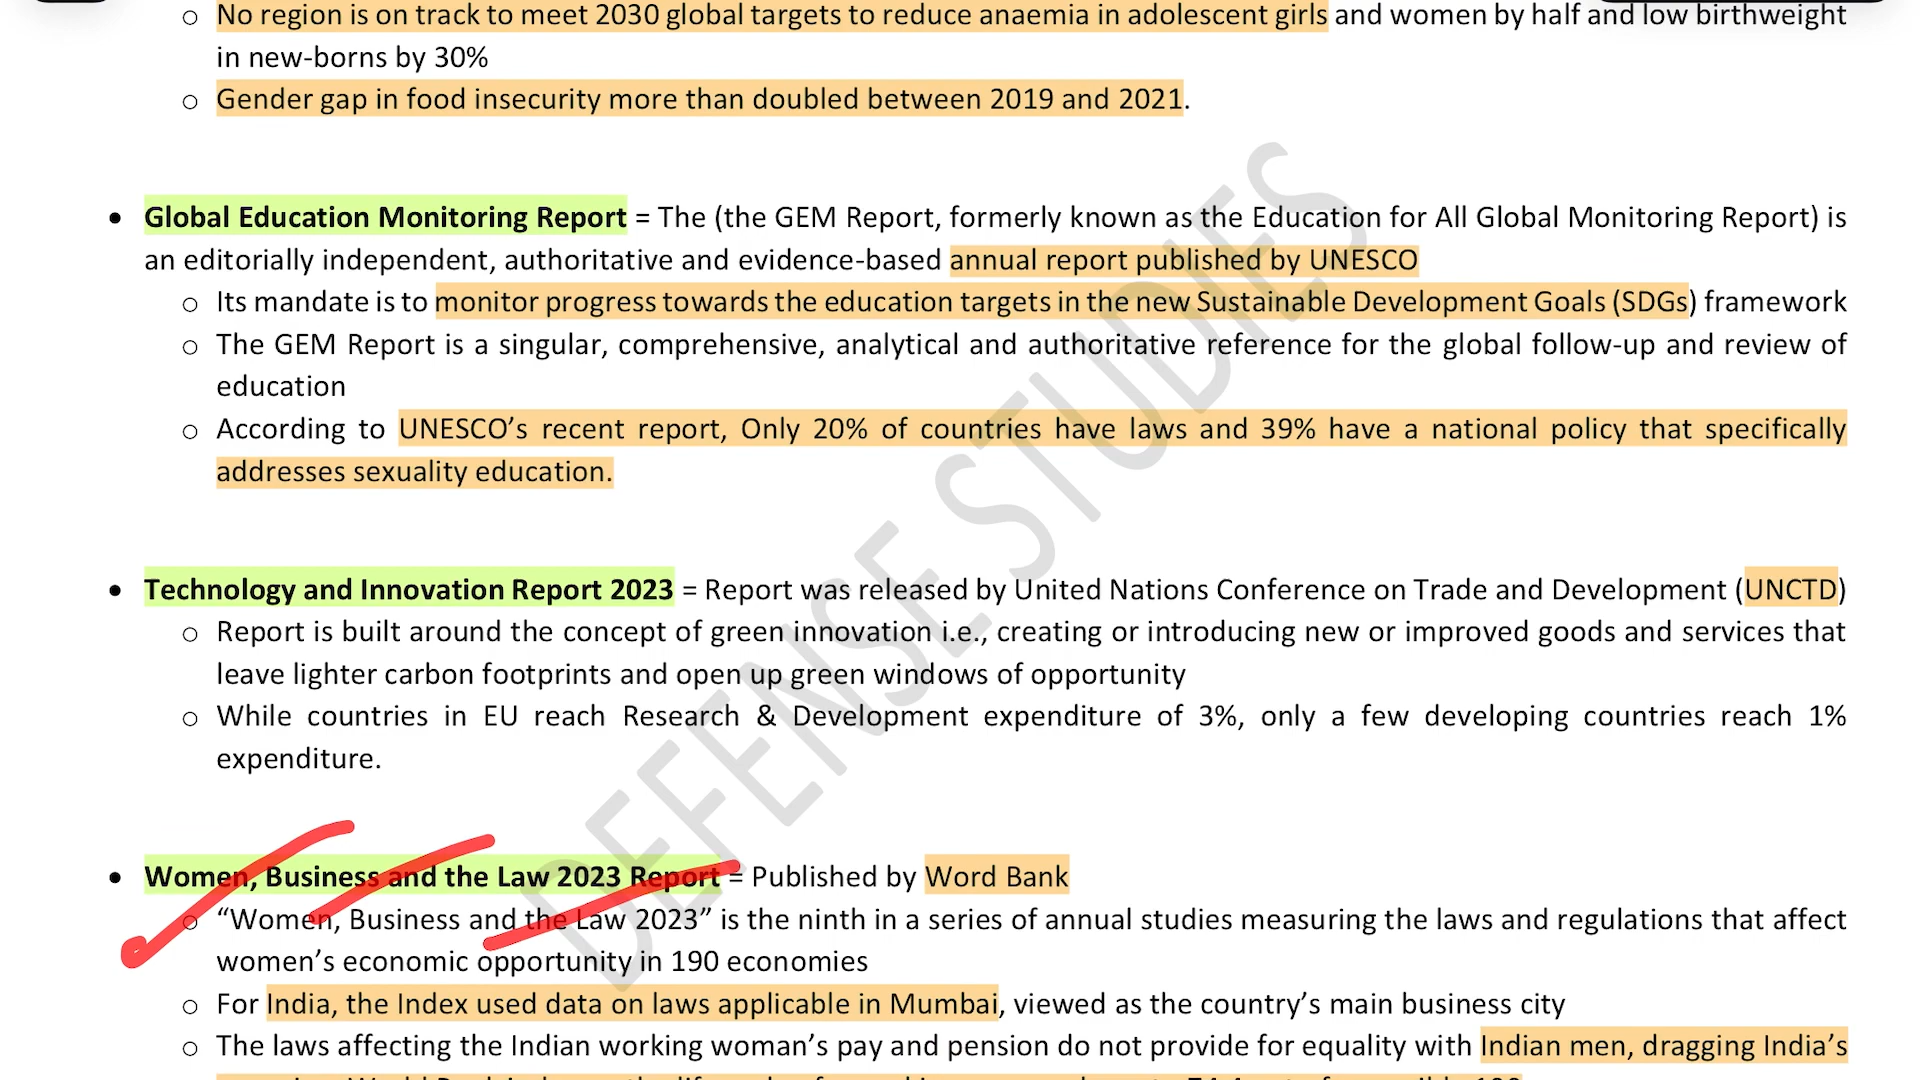 ○ No region is on track to meet 2030 global targets to reduce anaemia in adolescent girls and women by half and low birthweight
in new-borns by 30%
○ Gender gap in food insecurity more than doubled between 2019 and 2021.
• Global Education Monitoring Report = The (the GEM Report, formerly known as the Education for All Global Monitoring Report) is
an editorially independent, authoritative and evidence-based annual report published by UNESCO
○ Its mandate is to monitor progress towards the education targets in the new Sustainable Development Goals (SDGs) framework
○ The GEM Report is a singular, comprehensive, analytical and authoritative reference for the global follow-up and review of
education
○ According to UNESCO’s recent report, Only 20% of countries have laws and 39% have a national policy that specifically
addresses sexuality education.
• Technology and Innovation Report 2023 = Report was released by United Nations Conference on Trade and Development (UNCTD)
○ Report is built around the concept of green innovation i.e., creating or introducing new or improved goods and services that
leave lighter carbon footprints and open up green windows of opportunity
○ While countries in EU reach Research & Development expenditure of 3%, only a few developing countries reach 1%
expenditure.
• Women, Business and the Law 2023 Report = Published by Word Bank
○ “Women, Business and the Law 2023” is the ninth in a series of annual studies measuring the laws and regulations that affect
women’s economic opportunity in 190 economies
○ For India, the Index used data on laws applicable in Mumbai, viewed as the country’s main business city
○ The laws affecting the Indian working woman’s pay and pension do not provide for equality with Indian men, dragging India’s
DEFENSE STUDIES